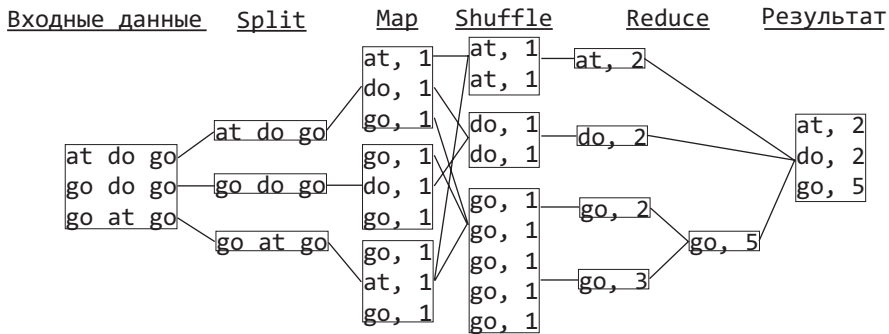 Входные данные
Split
Map
Shuffle
Reduce
Результат
at do go
go do go
go at go
at do go
go do go
go at go
at, 1
do, 1
go, 1
go, 1
do, 1
go, 1
go, 1
at, 1
go, 1
at, 1
at, 1
do, 1
do, 1
go, 1
go, 1
go, 1
go, 1
go, 1
at, 2
do, 2
go, 2
go, 3
go, 5
at, 2
do, 2
go, 5